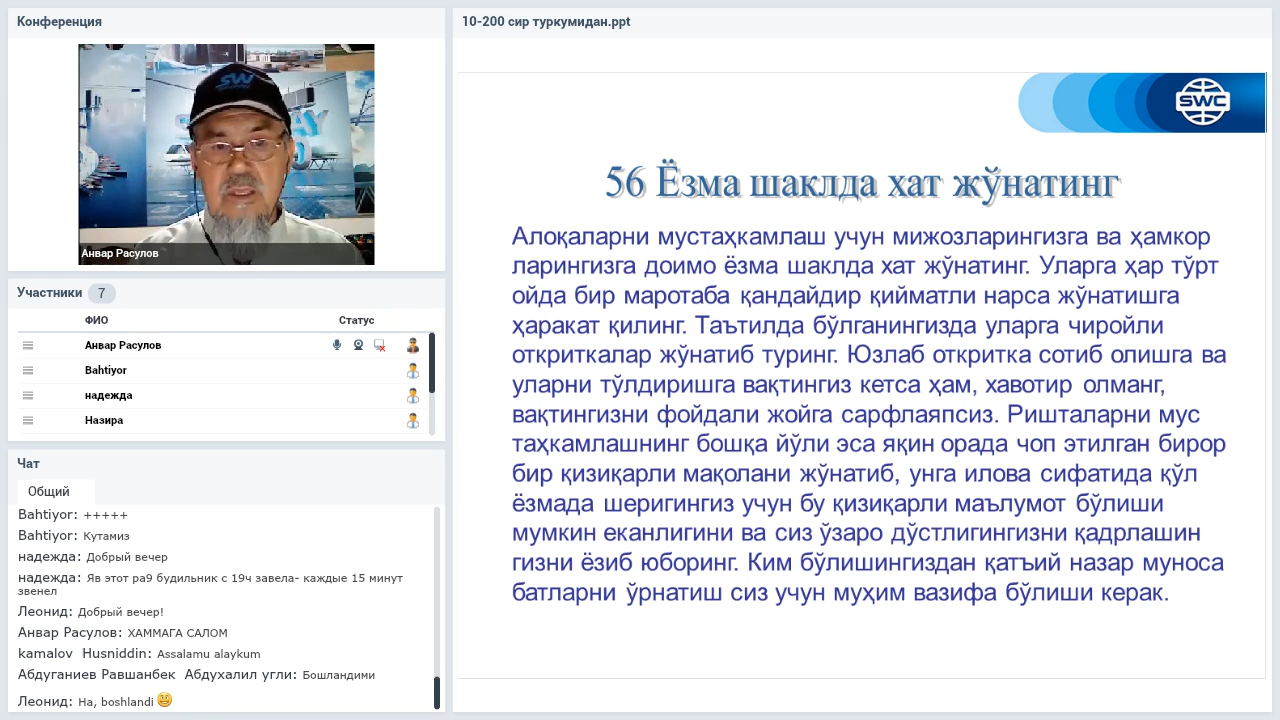 Конференция
SW
Анвар Расулов
Участники 7
ФИО Статус
Анвар Расулов
Bahtiyor
надежда
Назира
Чат
Общий
Bahtiyor: +++++
Bahtiyor: Кутамиз
надежда: Добрый вечер
надежда: Яв этот ра9 будильник с 19ч завела- каждые 15 минут
звенел
Леонид: Добрый вечер!
Анвар Расулов: ХАММАГА САЛОМ
kamalov Husniddin: Assalamu alaykum
Абдуганиев Равшанбек Абдухалил угли: Бошландими
Леонид: На, boshlandi
10-200 сир туркумидан.ppt
SWC
56 Ёзма шаклда хат жўнатинг
Алоқаларни мустаҳкамлаш учун мижозларингизга ва ҳамкор
ларингизга доимо ёзма шаклда хат жўнатинг. Уларга ҳар тўрт
ойда бир маротаба қандайдир қийматли нарса жўнатишга
ҳаракат қилинг. Таътилда бўлганингизда уларга чиройли
откриткалар жўнатиб туринг. Юзлаб откритка сотиб олишга ва
уларни тўлдиришга вақтингиз кетса ҳам, хавотир олманг,
вақтингизни фойдали жойга сарфлаяпсиз. Ришталарни мус
таҳкамлашнинг бошқа йўли эса яқин орада чоп этилган бирор
бир қизиқарли мақолани жўнатиб, унга илова сифатида қўл
ёзмада шеригингиз учун бу қизиқарли маълумот бўлиши
мумкин еканлигини ва сиз ўзаро дўстлигингизни қадрлашин
гизни ёзиб юборинг. Ким бўлишингиздан қатъий назар муноса
батларни ўрнатиш сиз учун муҳим вазифа бўлиши керак.